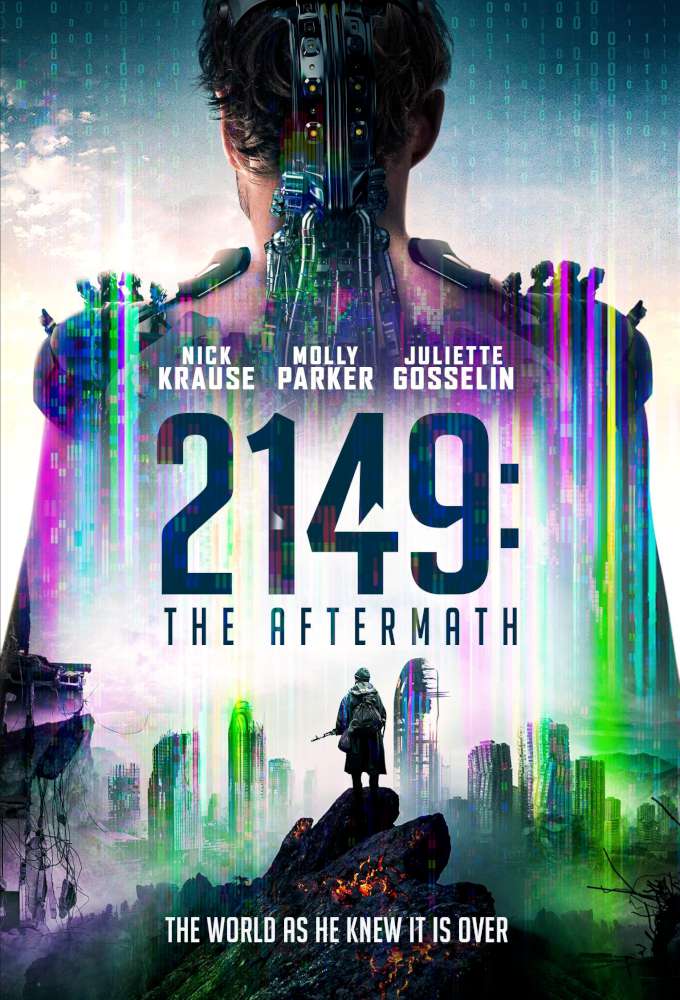 NICK MOLLY JULIETTE
KRAUSE PARKER GOSSELIN
2149:
THE AFTERMATH
THE WORLD AS HE KNEW IT IS OVER